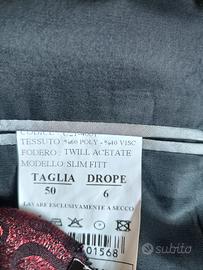 TESSUTO : %60 POLY - %40 VISC
FODERO : TWILL ACETATE
MODELLO: SLIM FITT
TAGLIA DROPE
50 6
LAVARE ESCLUSIVAMENTE A SECCO
01568
subito